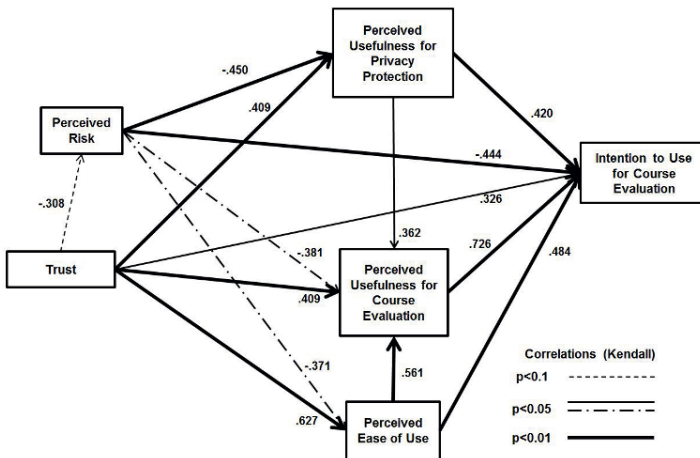 Perceived
Usefulness for
Privacy
Protection
-.450
.409
Perceived
Risk
.420
-.444
Intention to Use
for Course
Evaluation
-.308
.326
.362
.726
.484
-.381
Trust
Perceived
Usefulness for
Course
Evaluation
.409
-.371
.561
.627
Perceived
Ease of Use
Correlations (Kendall)
p<0.1
p<0.05
p<0.01